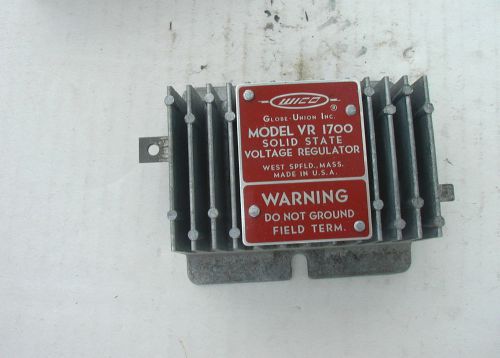 WICO
®
GLOBE-UNION INC.
MODEL VR 1700
SOLID STATE
VOLTAGE REGULATOR
WEST SPFLD., MASS.
MADE IN U.S.A.
WARNING
DO NOT GROUND
FIELD TERM.